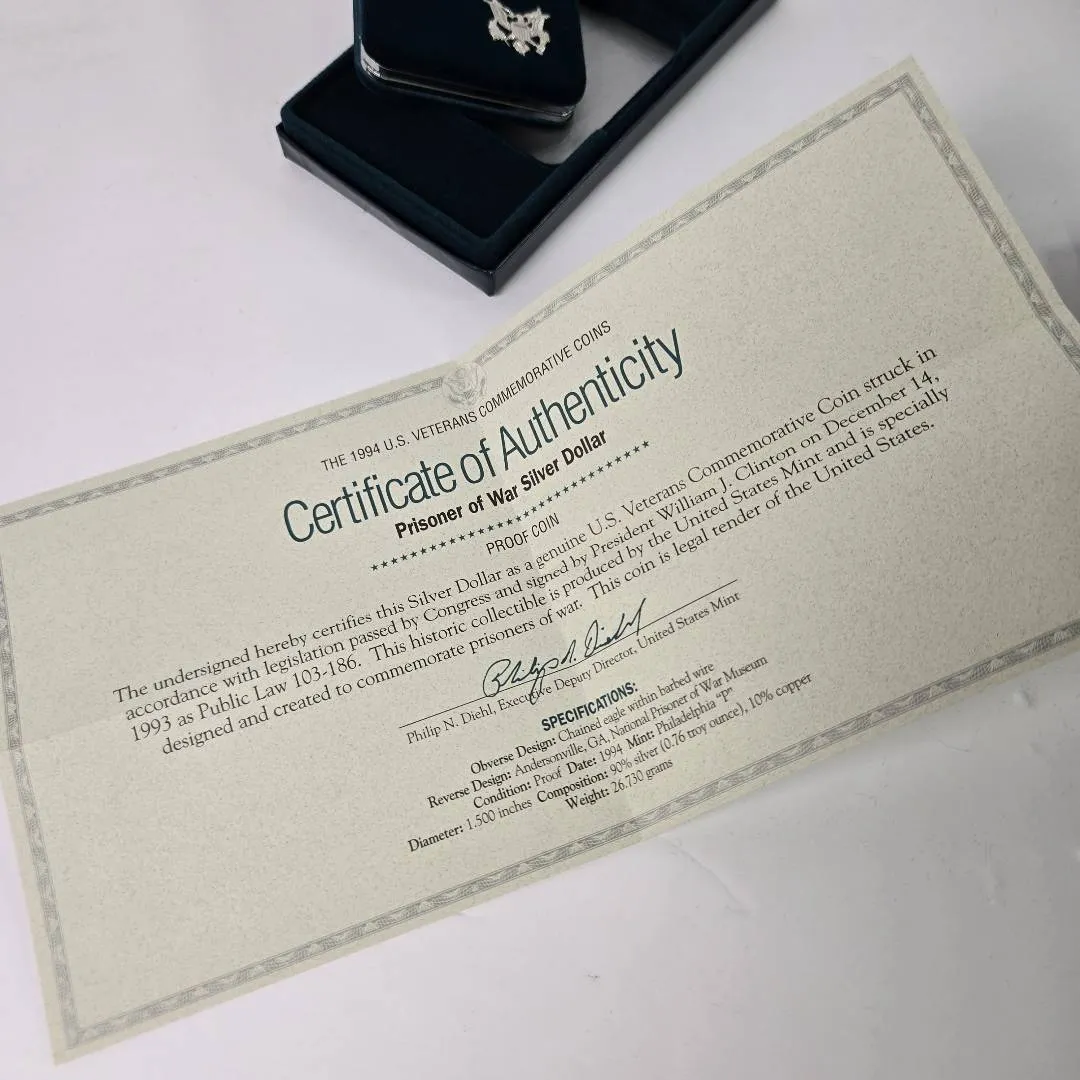 THE 1994 U.S. VETERANS COMMEMORATIVE COINS
Certificate of Authenticity
Prisoner of War Silver Dollar
PROOF COIN
The undersigned hereby certifies this Silver Dollar as a genuine U.S. Veterans Commemorative Coin struck in
accordance with legislation passed by Congress and signed by President William J. Clinton on December 14,
1993 as Public Law 103-186. This historic collectible is produced by the United States Mint and is specially
designed and created to commemorate prisoners of war. This coin is legal tender of the United States.
Philip N. Diehl
Philip N. Diehl, Executive Deputy Director, United States Mint
SPECIFICATIONS:
Obverse Design: Chained eagle within barbed wire
Reverse Design: Andersonville, GA, National Prisoner of War Museum
Condition: Proof Date: 1994 Mint: Philadelphia "P"
Diameter: 1.500 inches Composition: 90% silver (0.76 troy ounce), 10% copper
Weight: 26.730 grams